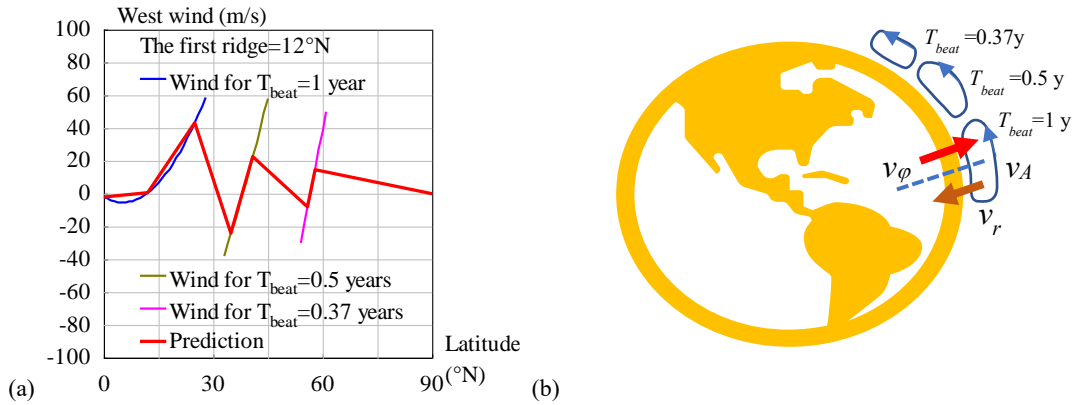 West wind (m/s)
100
80
60
40
20
0
-20
-40
-60
-80
-100
The first ridge=12°N
Wind for T_beat=1 year
Wind for T_beat=0.5 years
Wind for T_beat=0.37 years
Prediction
0
30
60
90
Latitude
(°N)
(a)
T_beat =0.37y
T_beat =0.5 y
T_beat =1 y
v_φ
v_A
v_r
(b)